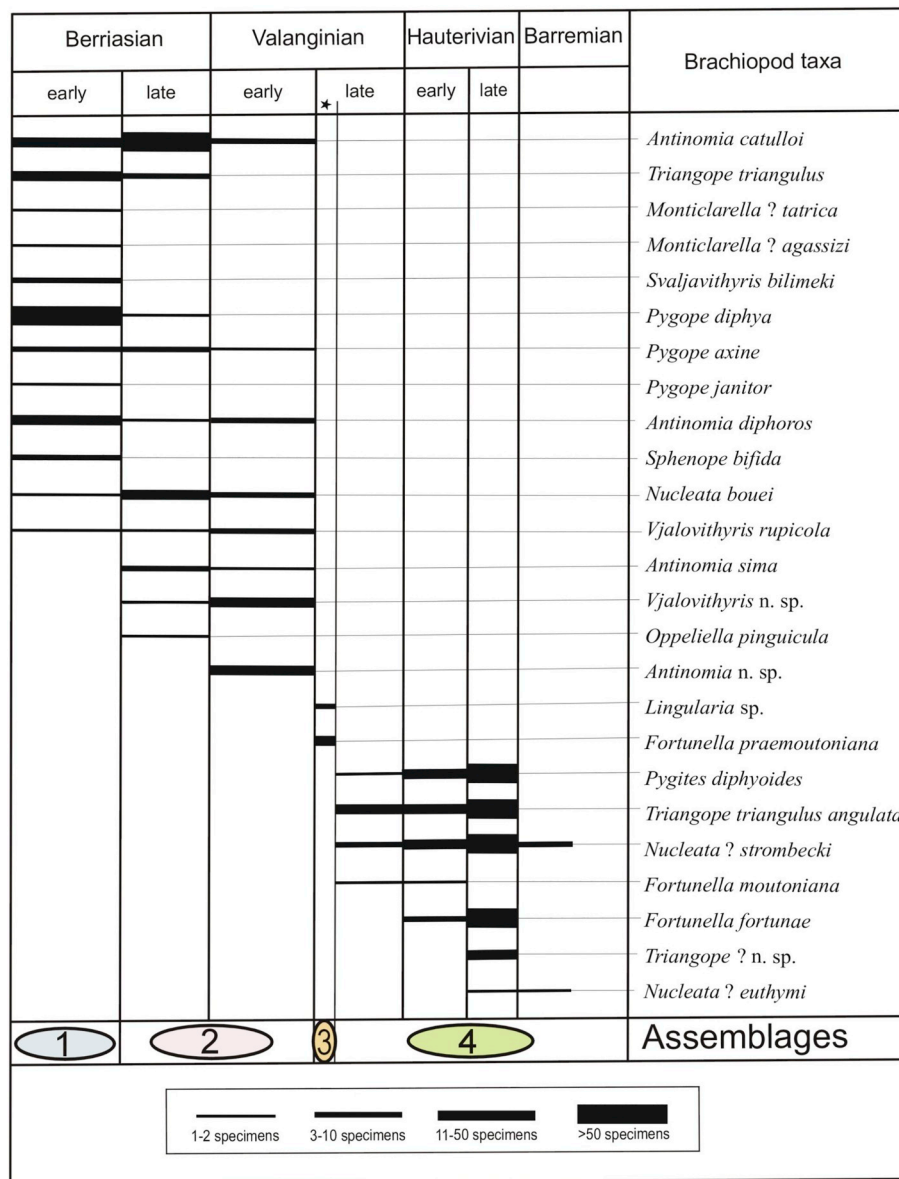 Berriasian Valanginian Hauterivian Barremian Brachiopod taxa
early late early ★ late early late
Antinomia catulloi
Triangope triangulus
Monticlarella ? tatrica
Monticlarella ? agassizi
Svaljavithyris bilimeki
Pygope diphya
Pygope axine
Pygope janitor
Antinomia diphoros
Sphenope bifida
Nucleata bouei
Vjalovithyris rupicola
Antinomia sima
Vjalovithyris n. sp.
Oppeliella pinguicula
Antinomia n. sp.
Lingularia sp.
Fortunella praemoutoniana
Pygites diphyoides
Triangope triangulus angulata
Nucleata ? strombecki
Fortunella moutoniana
Fortunella fortunae
Triangope ? n. sp.
Nucleata ? euthymi
1 2 3 4 Assemblages
1-2 specimens 3-10 specimens 11-50 specimens >50 specimens